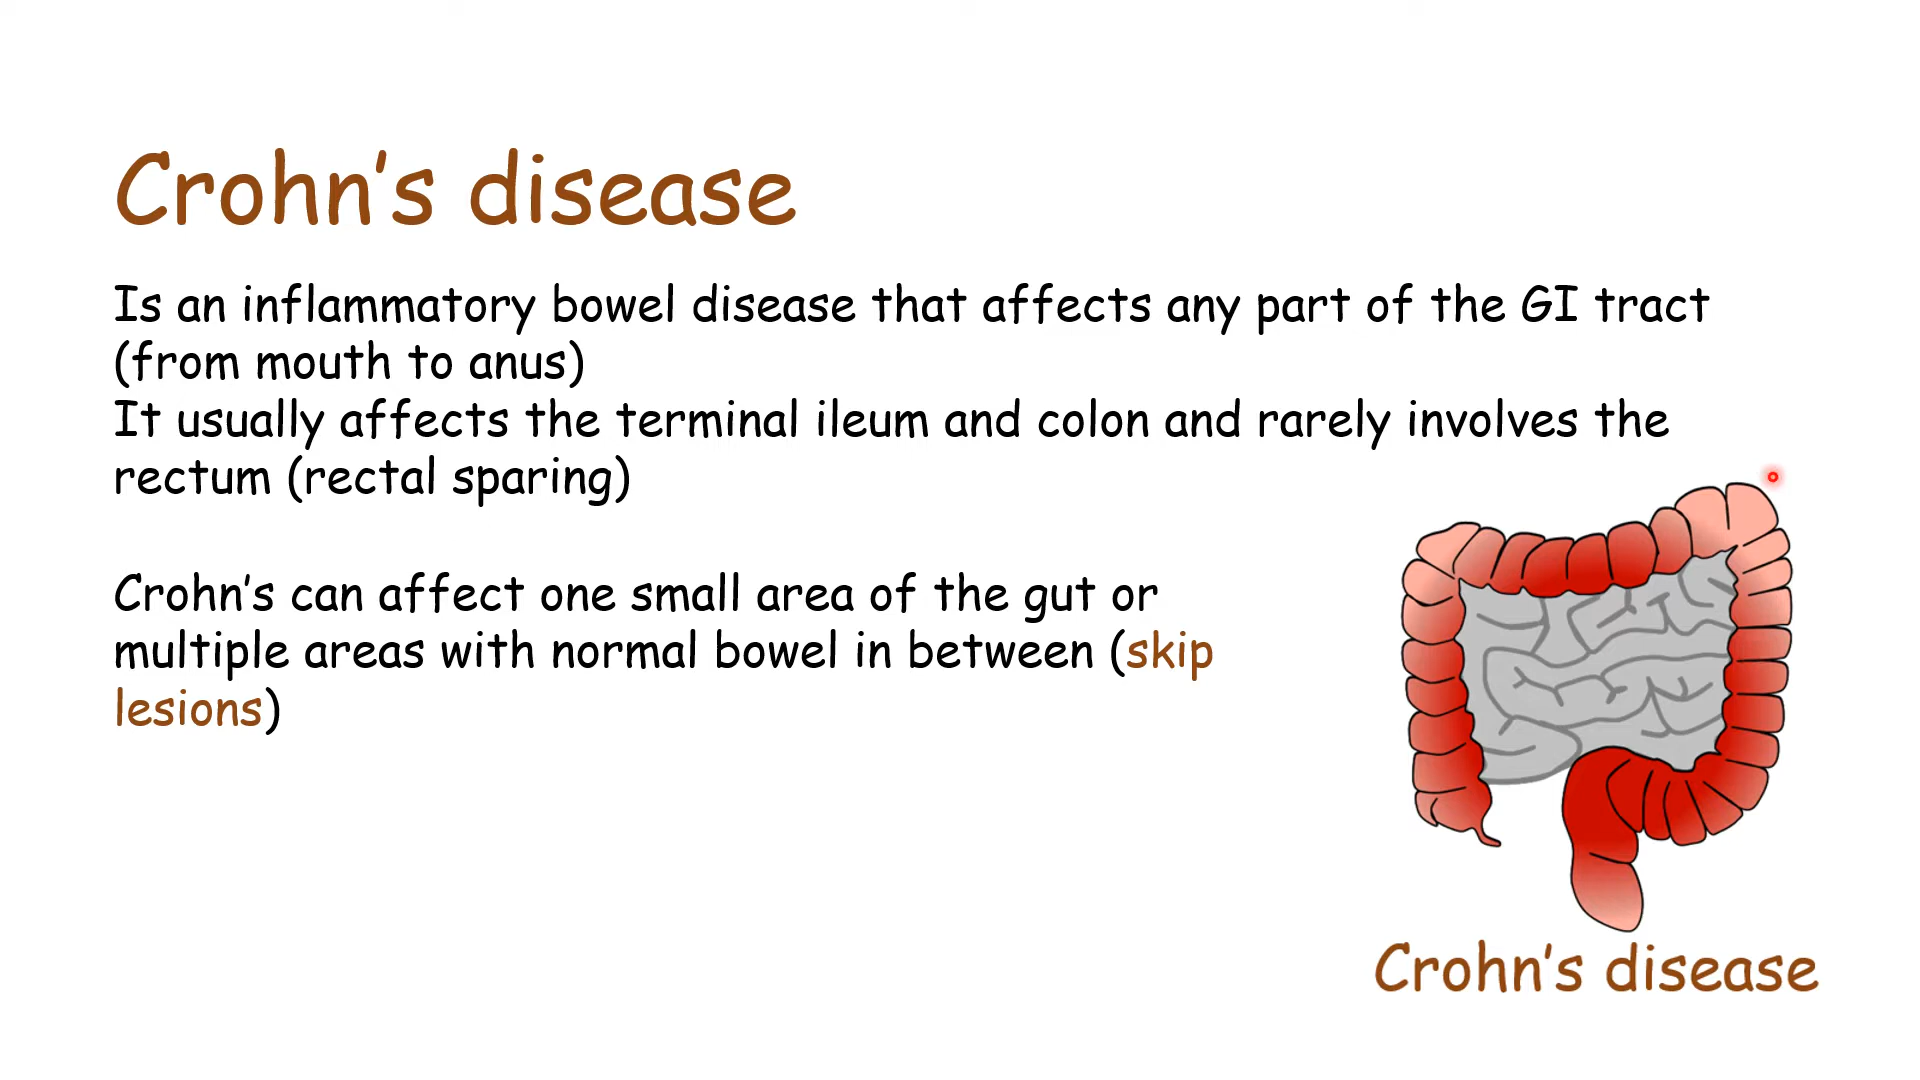 Crohn’s disease
Is an inflammatory bowel disease that affects any part of the GI tract
(from mouth to anus)
It usually affects the terminal ileum and colon and rarely involves the
rectum (rectal sparing)
Crohn’s can affect one small area of the gut or
multiple areas with normal bowel in between (skip
lesions)
Crohn’s disease